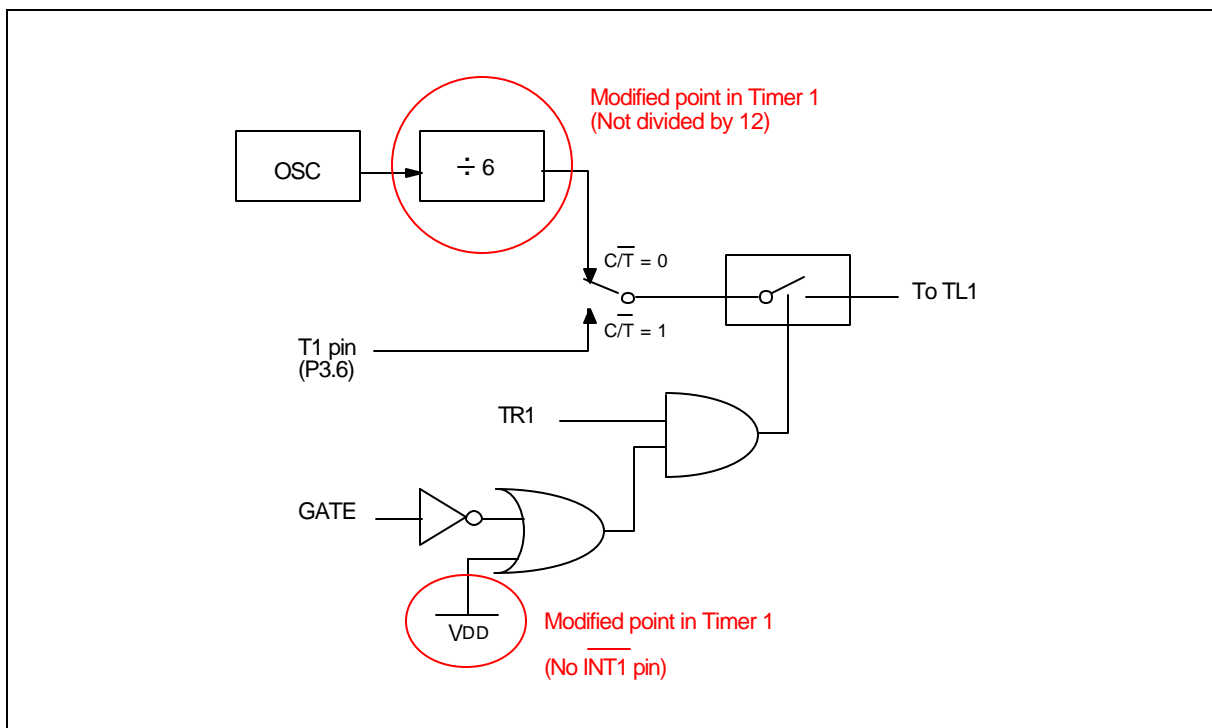 Modified point in Timer 1
(Not divided by 12)
OSC
÷ 6
C/T̅ = 0
To TL1
C/T̅ = 1
T1 pin
(P3.6)
TR1
GATE
VDD
Modified point in Timer 1
(No I̅N̅T̅1̅ pin)